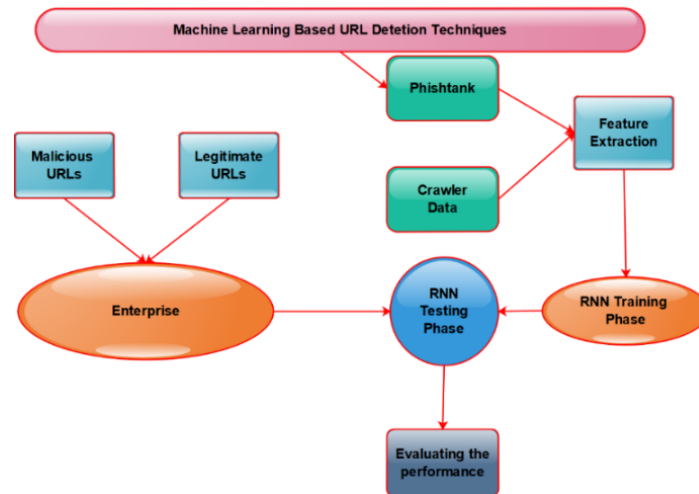 Machine Learning Based URL Detetion Techniques
Phishtank
Feature
Extraction
Malicious
URLs
Legitimate
URLs
Crawler
Data
Enterprise
RNN
Testing
Phase
RNN Training
Phase
Evaluating the
performance